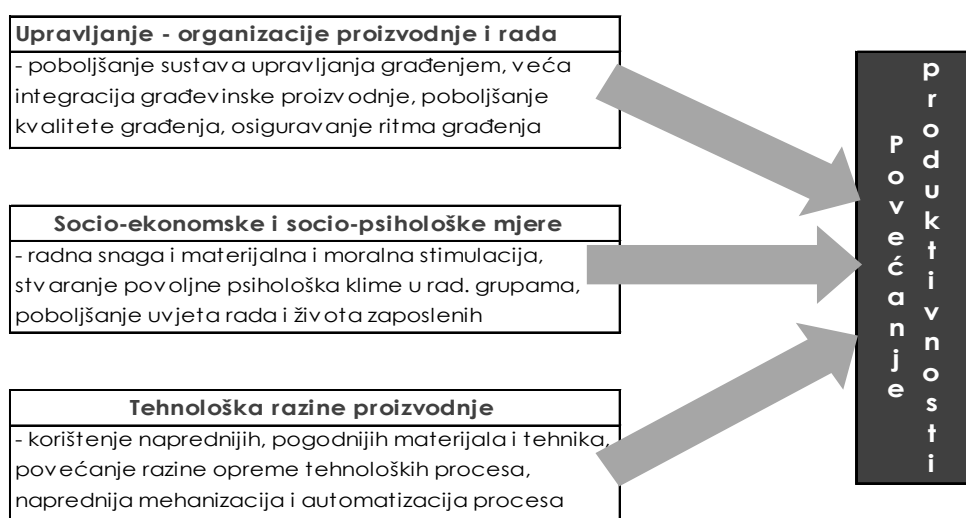 Upravljanje - organizacije proizvodnje i rada
- poboljšanje sustava upravljanja građenjem, veća
integracija građevinske proizvodnje, poboljšanje
kvalitete građenja, osiguravanje ritma građenja
Socio-ekonomske i socio-psihološke mjere
- radna snaga i materijalna i moralna stimulacija,
stvaranje povoljne psihološka klime u rad. grupama,
poboljšanje uvjeta rada i života zaposlenih
Tehnološka razine proizvodnje
- korištenje naprednijih, pogodnijih materijala i tehnika,
povećanje razine opreme tehnoloških procesa,
naprednija mehanizacija i automatizacija procesa
Povećanje
produktivnosti